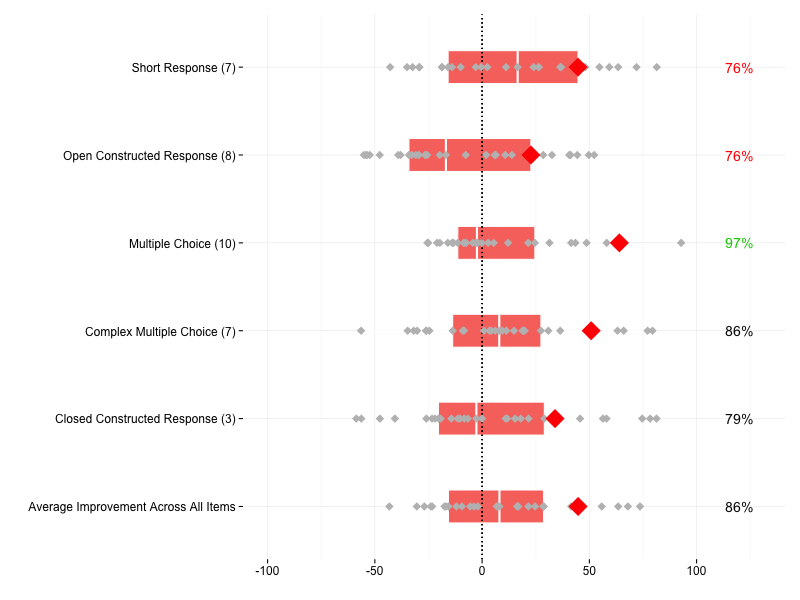 Short Response (7) 76%
Open Constructed Response (8) 76%
Multiple Choice (10) 97%
Complex Multiple Choice (7) 86%
Closed Constructed Response (3) 79%
Average Improvement Across All Items 86%
-100 -50 0 50 100